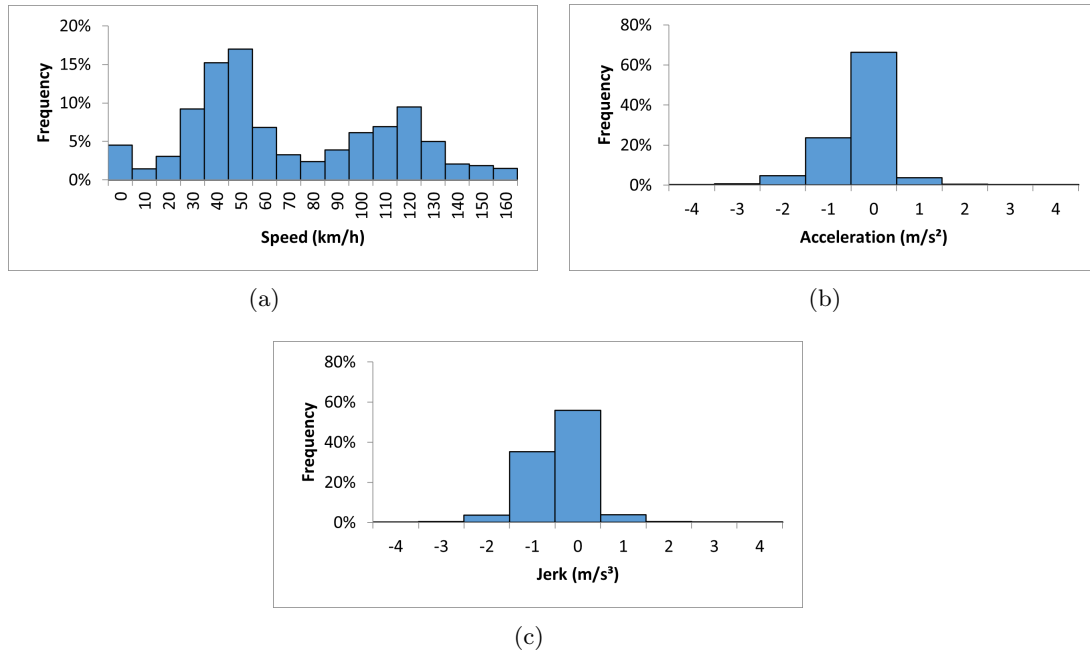 20%
15%
10%
5%
0%
Frequency
0 10 20 30 40 50 60 70 80 90 100 110 120 130 140 150 160
Speed (km/h)
(a)
80%
60%
40%
20%
0%
Frequency
-4 -3 -2 -1 0 1 2 3 4
Acceleration (m/s²)
(b)
80%
60%
40%
20%
0%
Frequency
-4 -3 -2 -1 0 1 2 3 4
Jerk (m/s³)
(c)